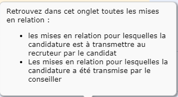 Retrouvez dans cet onglet toutes les mises
en relation :
• les mises en relation pour lesquelles la
candidature est à transmettre au
recruteur par le candidat
• Les mises en relation pour lesquelles la
candidature a été transmise par le
conseiller